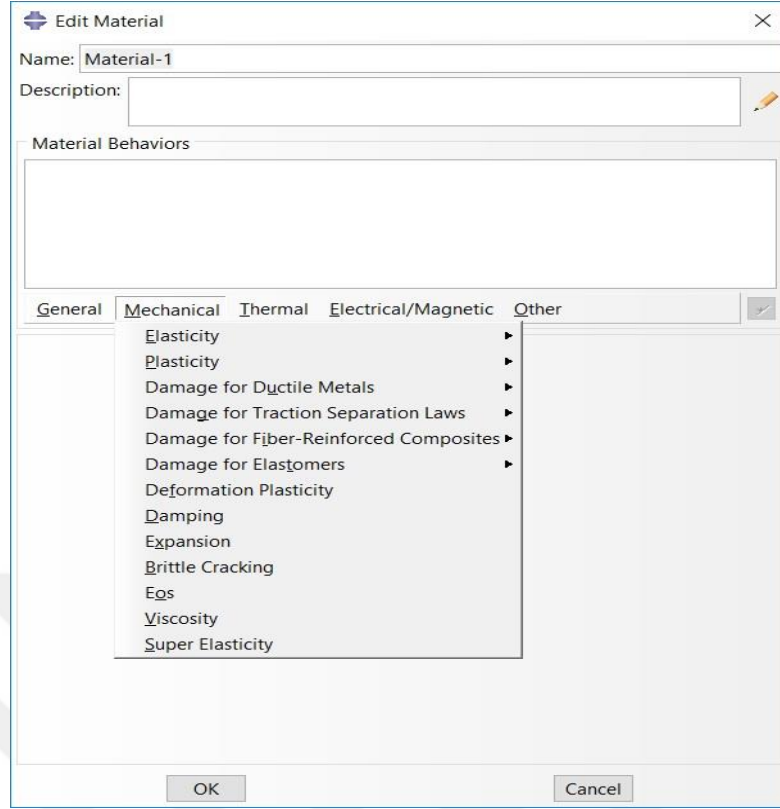 Edit Material
Name: Material-1
Description:
Material Behaviors
General Mechanical Thermal Electrical/Magnetic Other
Elasticity
Plasticity
Damage for Ductile Metals
Damage for Traction Separation Laws
Damage for Fiber-Reinforced Composites
Damage for Elastomers
Deformation Plasticity
Damping
Expansion
Brittle Cracking
Eos
Viscosity
Super Elasticity
OK Cancel